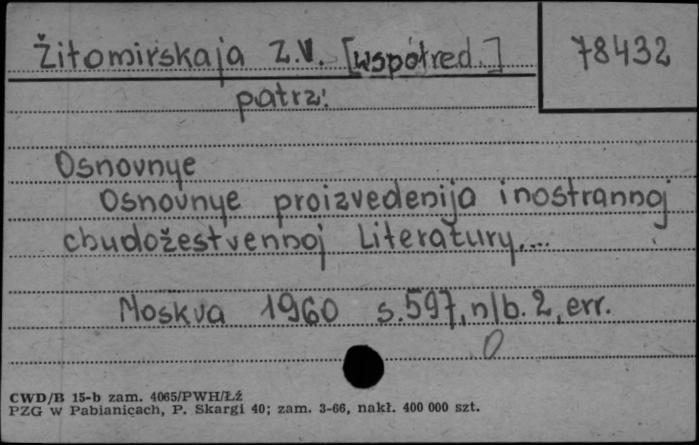 Žitomirskaja Z.V. [współred.] 78432
patrz:
Osnovnye
Osnovnye proizvedenija inostrannoj
chudožestvennoj Literatury....
Moskva 1960 s.597, nlb. 2, err.
0
CWD/B 15-b zam. 4065/PWH/Łź
PZG w Pabianicach, P. Skargi 40; zam. 3-66, nakł. 400 000 szt.